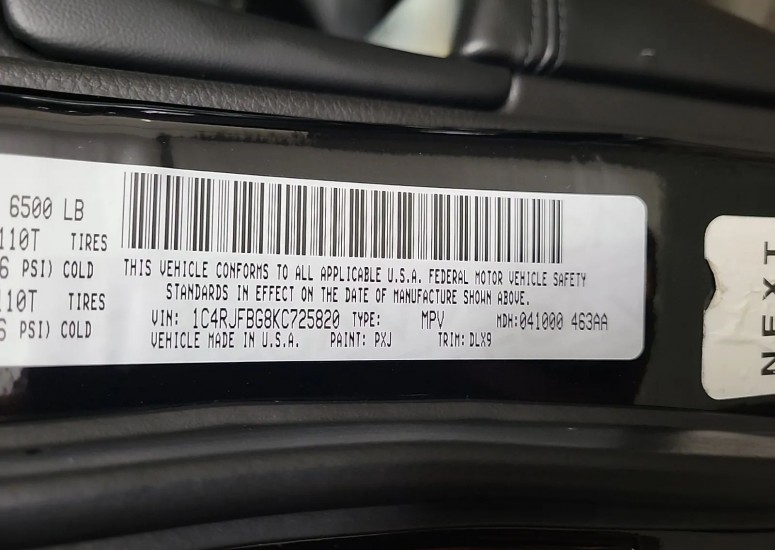 6500 LB
110T TIRES
6 PSI) COLD
110T TIRES
6 PSI) COLD
THIS VEHICLE CONFORMS TO ALL APPLICABLE U.S.A. FEDERAL MOTOR VEHICLE SAFETY
STANDARDS IN EFFECT ON THE DATE OF MANUFACTURE SHOWN ABOVE.
VIN: 1C4RJFBG8KC725820 TYPE: MPV MDH:041000 463AA
VEHICLE MADE IN U.S.A. PAINT: PXJ TRIM: DLX9
NEXT